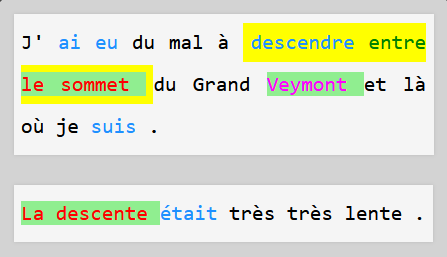 J' ai eu du mal à descendre entre
le sommet du Grand Veymont et là
où je suis .
La descente était très très lente .